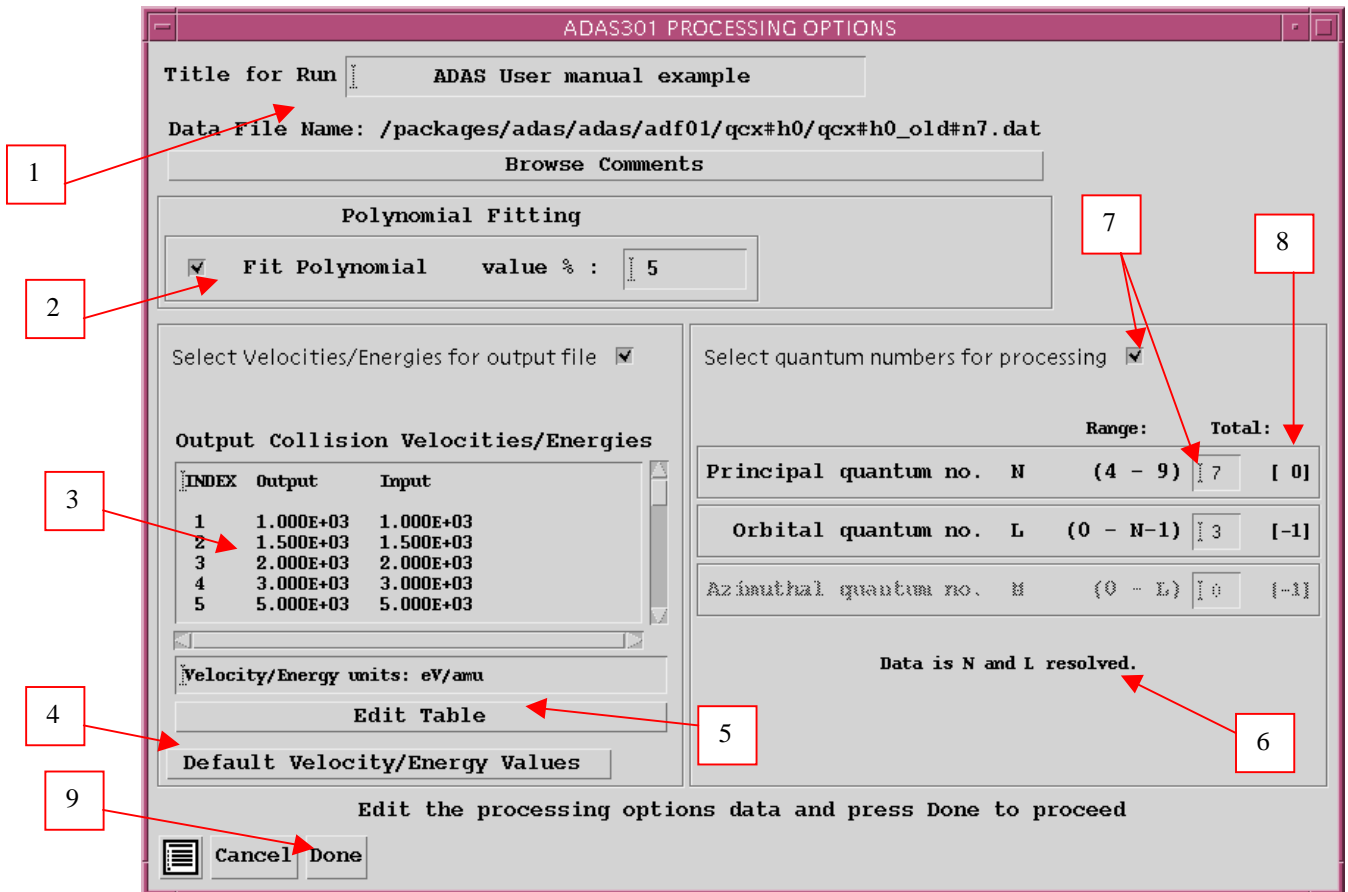 ADAS301 PROCESSING OPTIONS
Title for Run ADAS User manual example
Data File Name: /packages/adas/adas/adf01/qcx#h0/qcx#h0_old#n7.dat
Browse Comments
1
Polynomial Fitting
Fit Polynomial value % : 5
2
7
8
Select Velocities/Energies for output file
Output Collision Velocities/Energies
INDEX Output Input
1 1.000E+03 1.000E+03
2 1.500E+03 1.500E+03
3 2.000E+03 2.000E+03
4 3.000E+03 3.000E+03
5 5.000E+03 5.000E+03
3
Velocity/Energy units: eV/amu
Edit Table
Default Velocity/Energy Values
4
5
Select quantum numbers for processing
Range: Total:
Principal quantum no. N (4 - 9) 7 [ 0]
Orbital quantum no. L (0 - N-1) 3 [-1]
Azimuthal quantum no. M (0 - L) 0 [-1]
Data is N and L resolved.
6
9
Edit the processing options data and press Done to proceed
Cancel Done